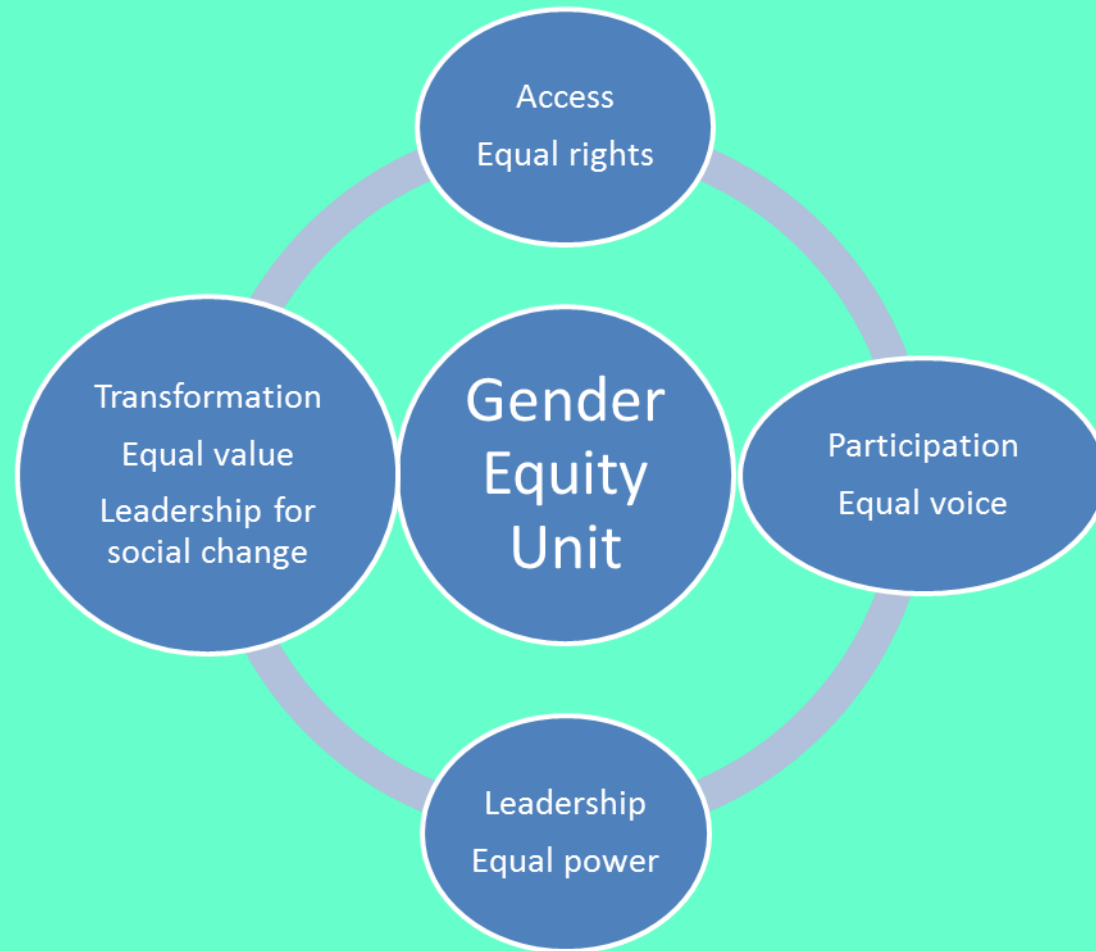 Access
Equal rights
Transformation
Equal value
Leadership for
social change
Gender
Equity
Unit
Participation
Equal voice
Leadership
Equal power